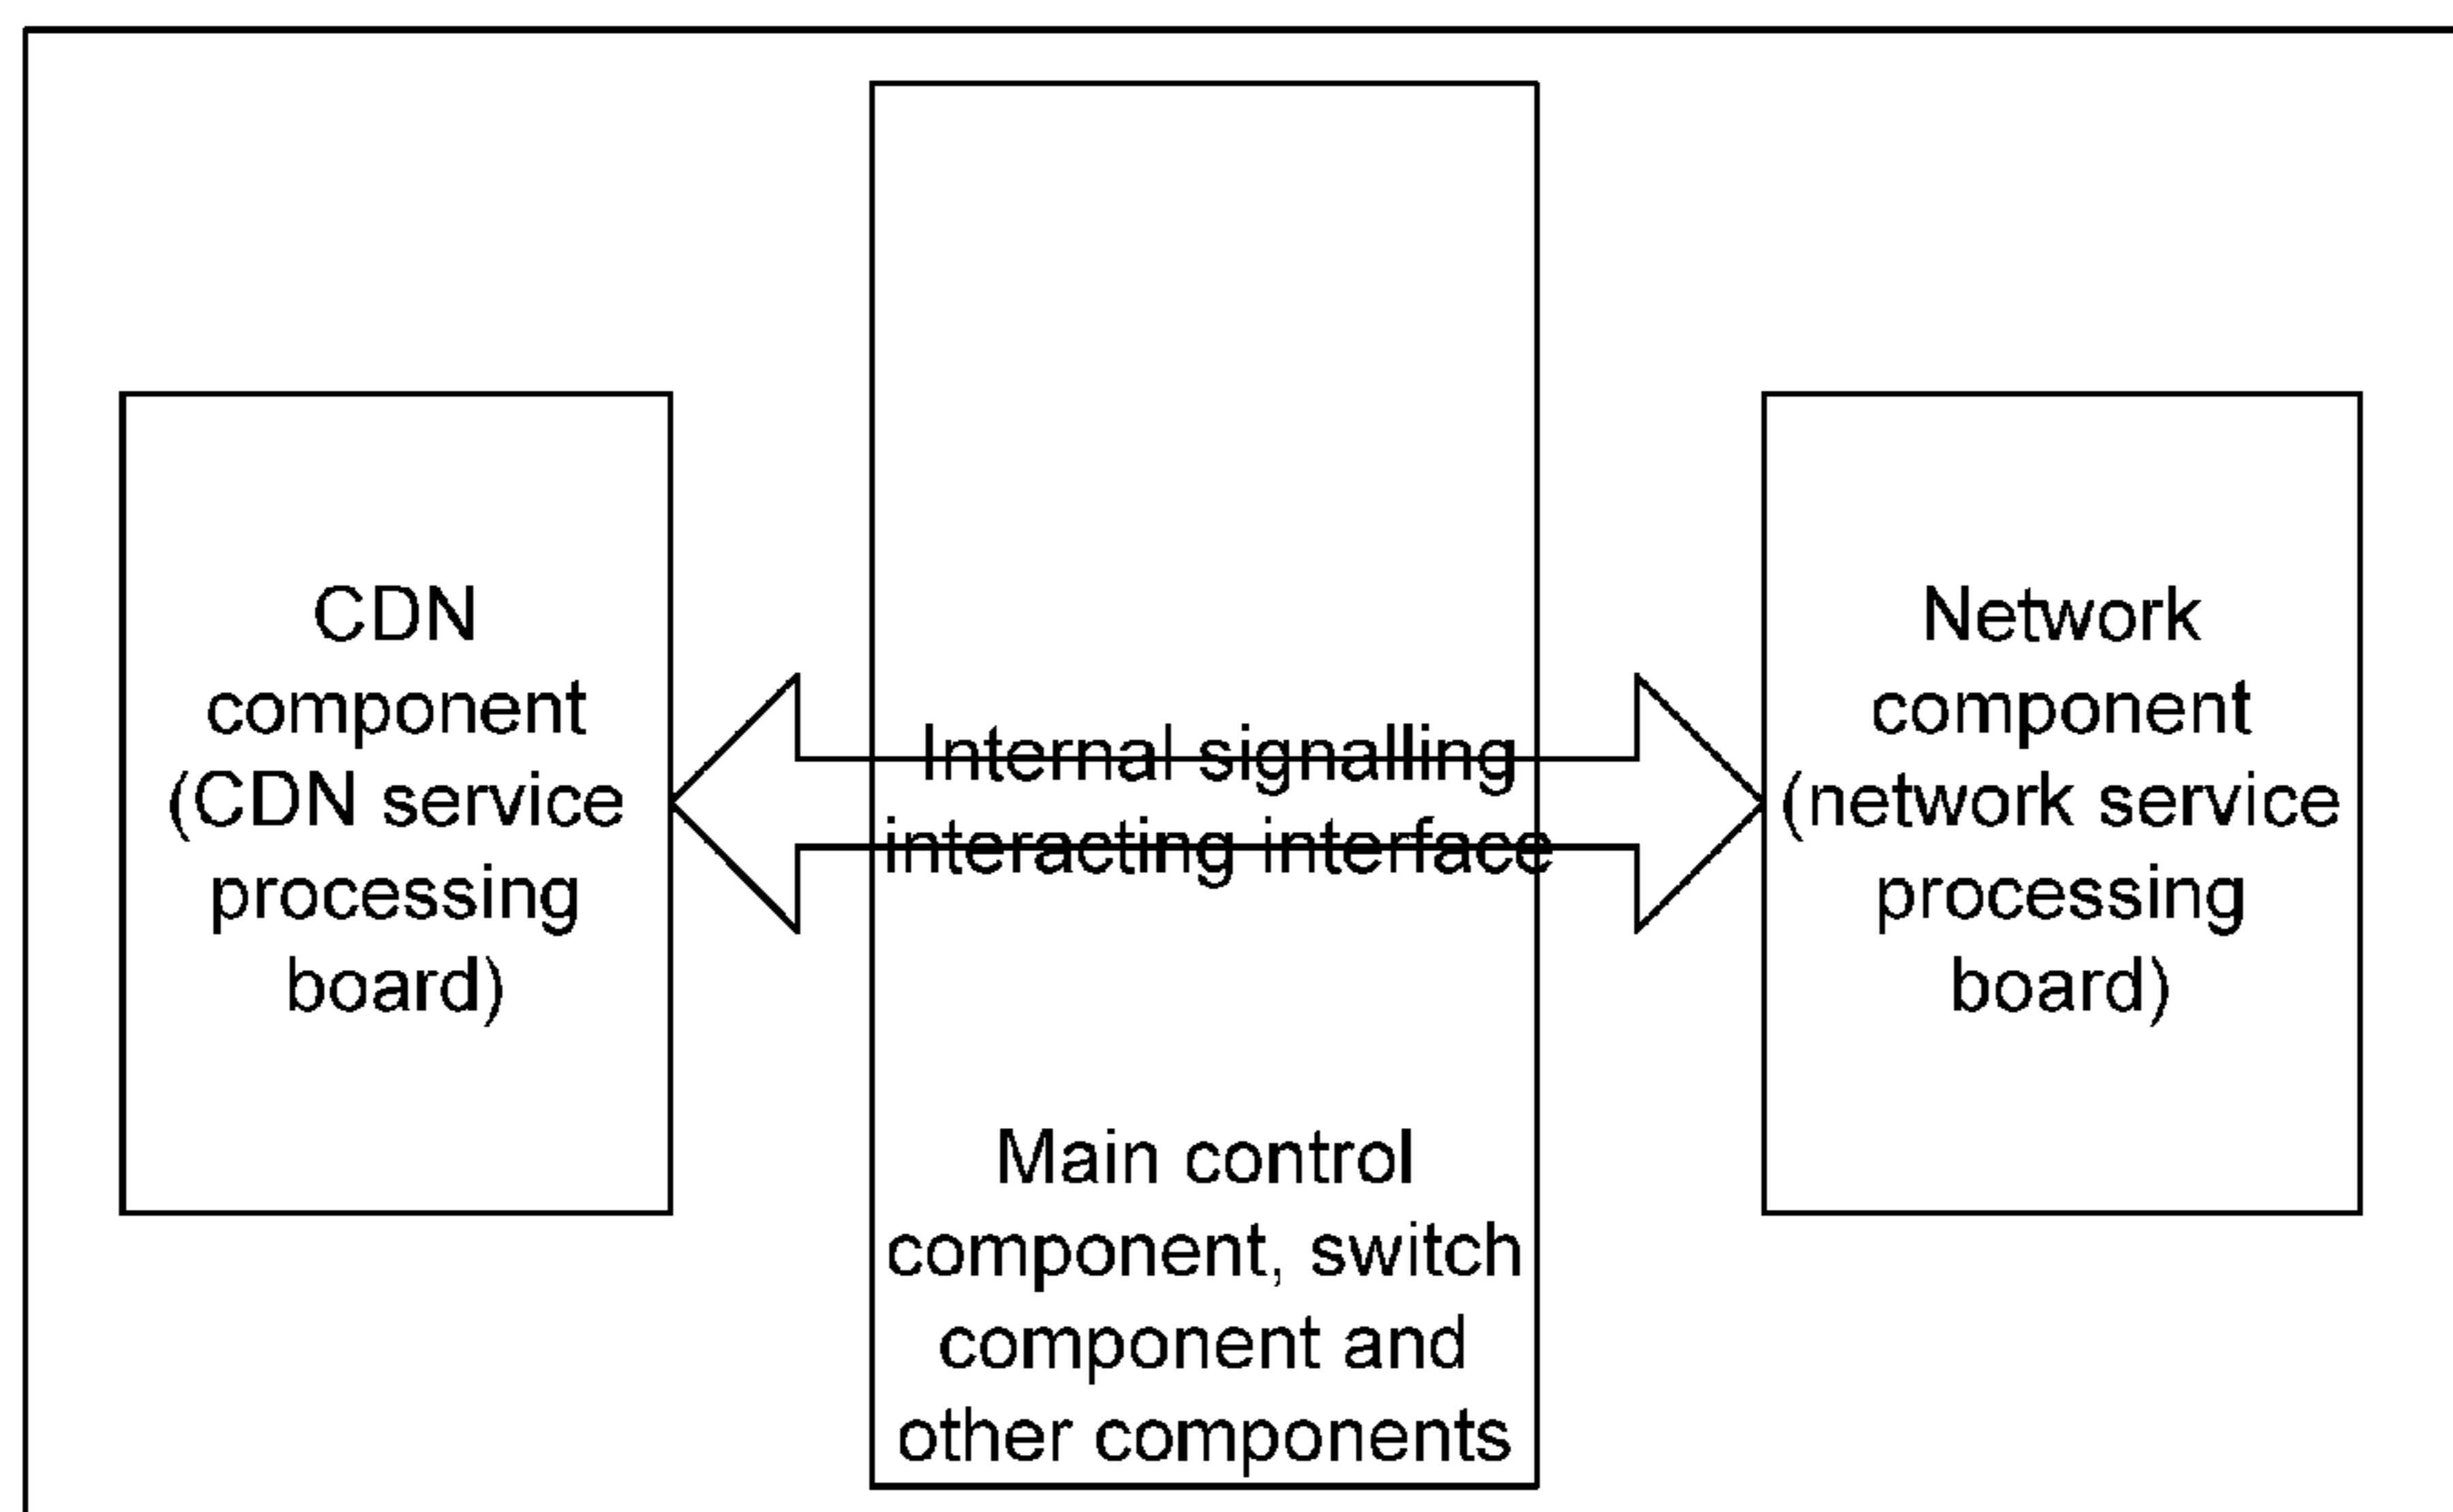 CDN
component
(CDN service
processing
board)
Internal signalling
interacting interface
Main control
component, switch
component and
other components
Network
component
(network service
processing
board)